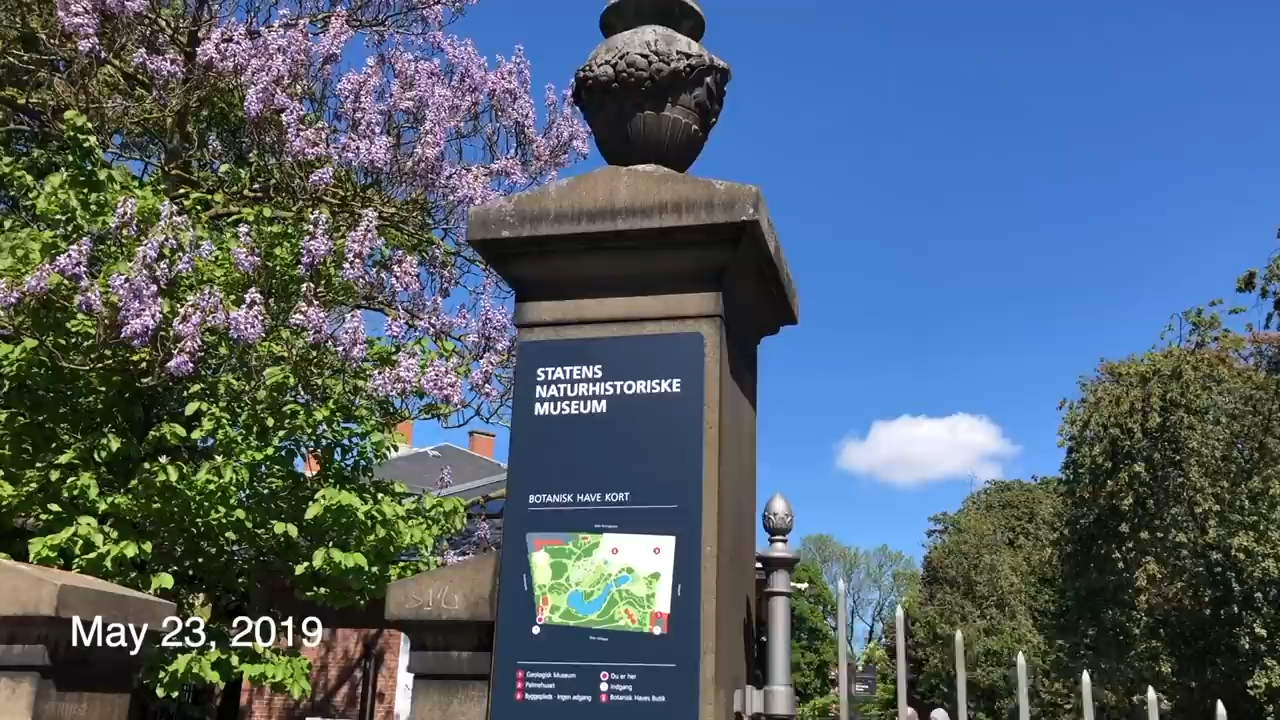 STATENS
NATURHISTORISKE
MUSEUM
BOTANISK HAVE KORT
Geologisk Museum
Palmehuset
Byggeplads - Ingen adgang
Du er her
Indgang
Botanisk Haves Butik
May 23, 2019